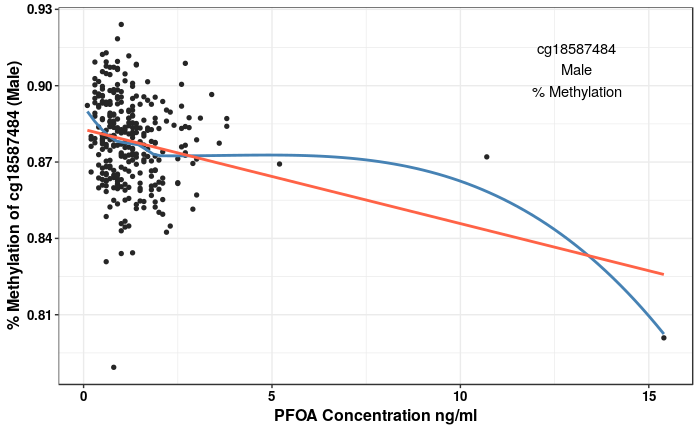 0.93
0.90
0.87
0.84
0.81
% Methylation of cg18587484 (Male)
cg18587484
Male
% Methylation
0
5
10
15
PFOA Concentration ng/ml